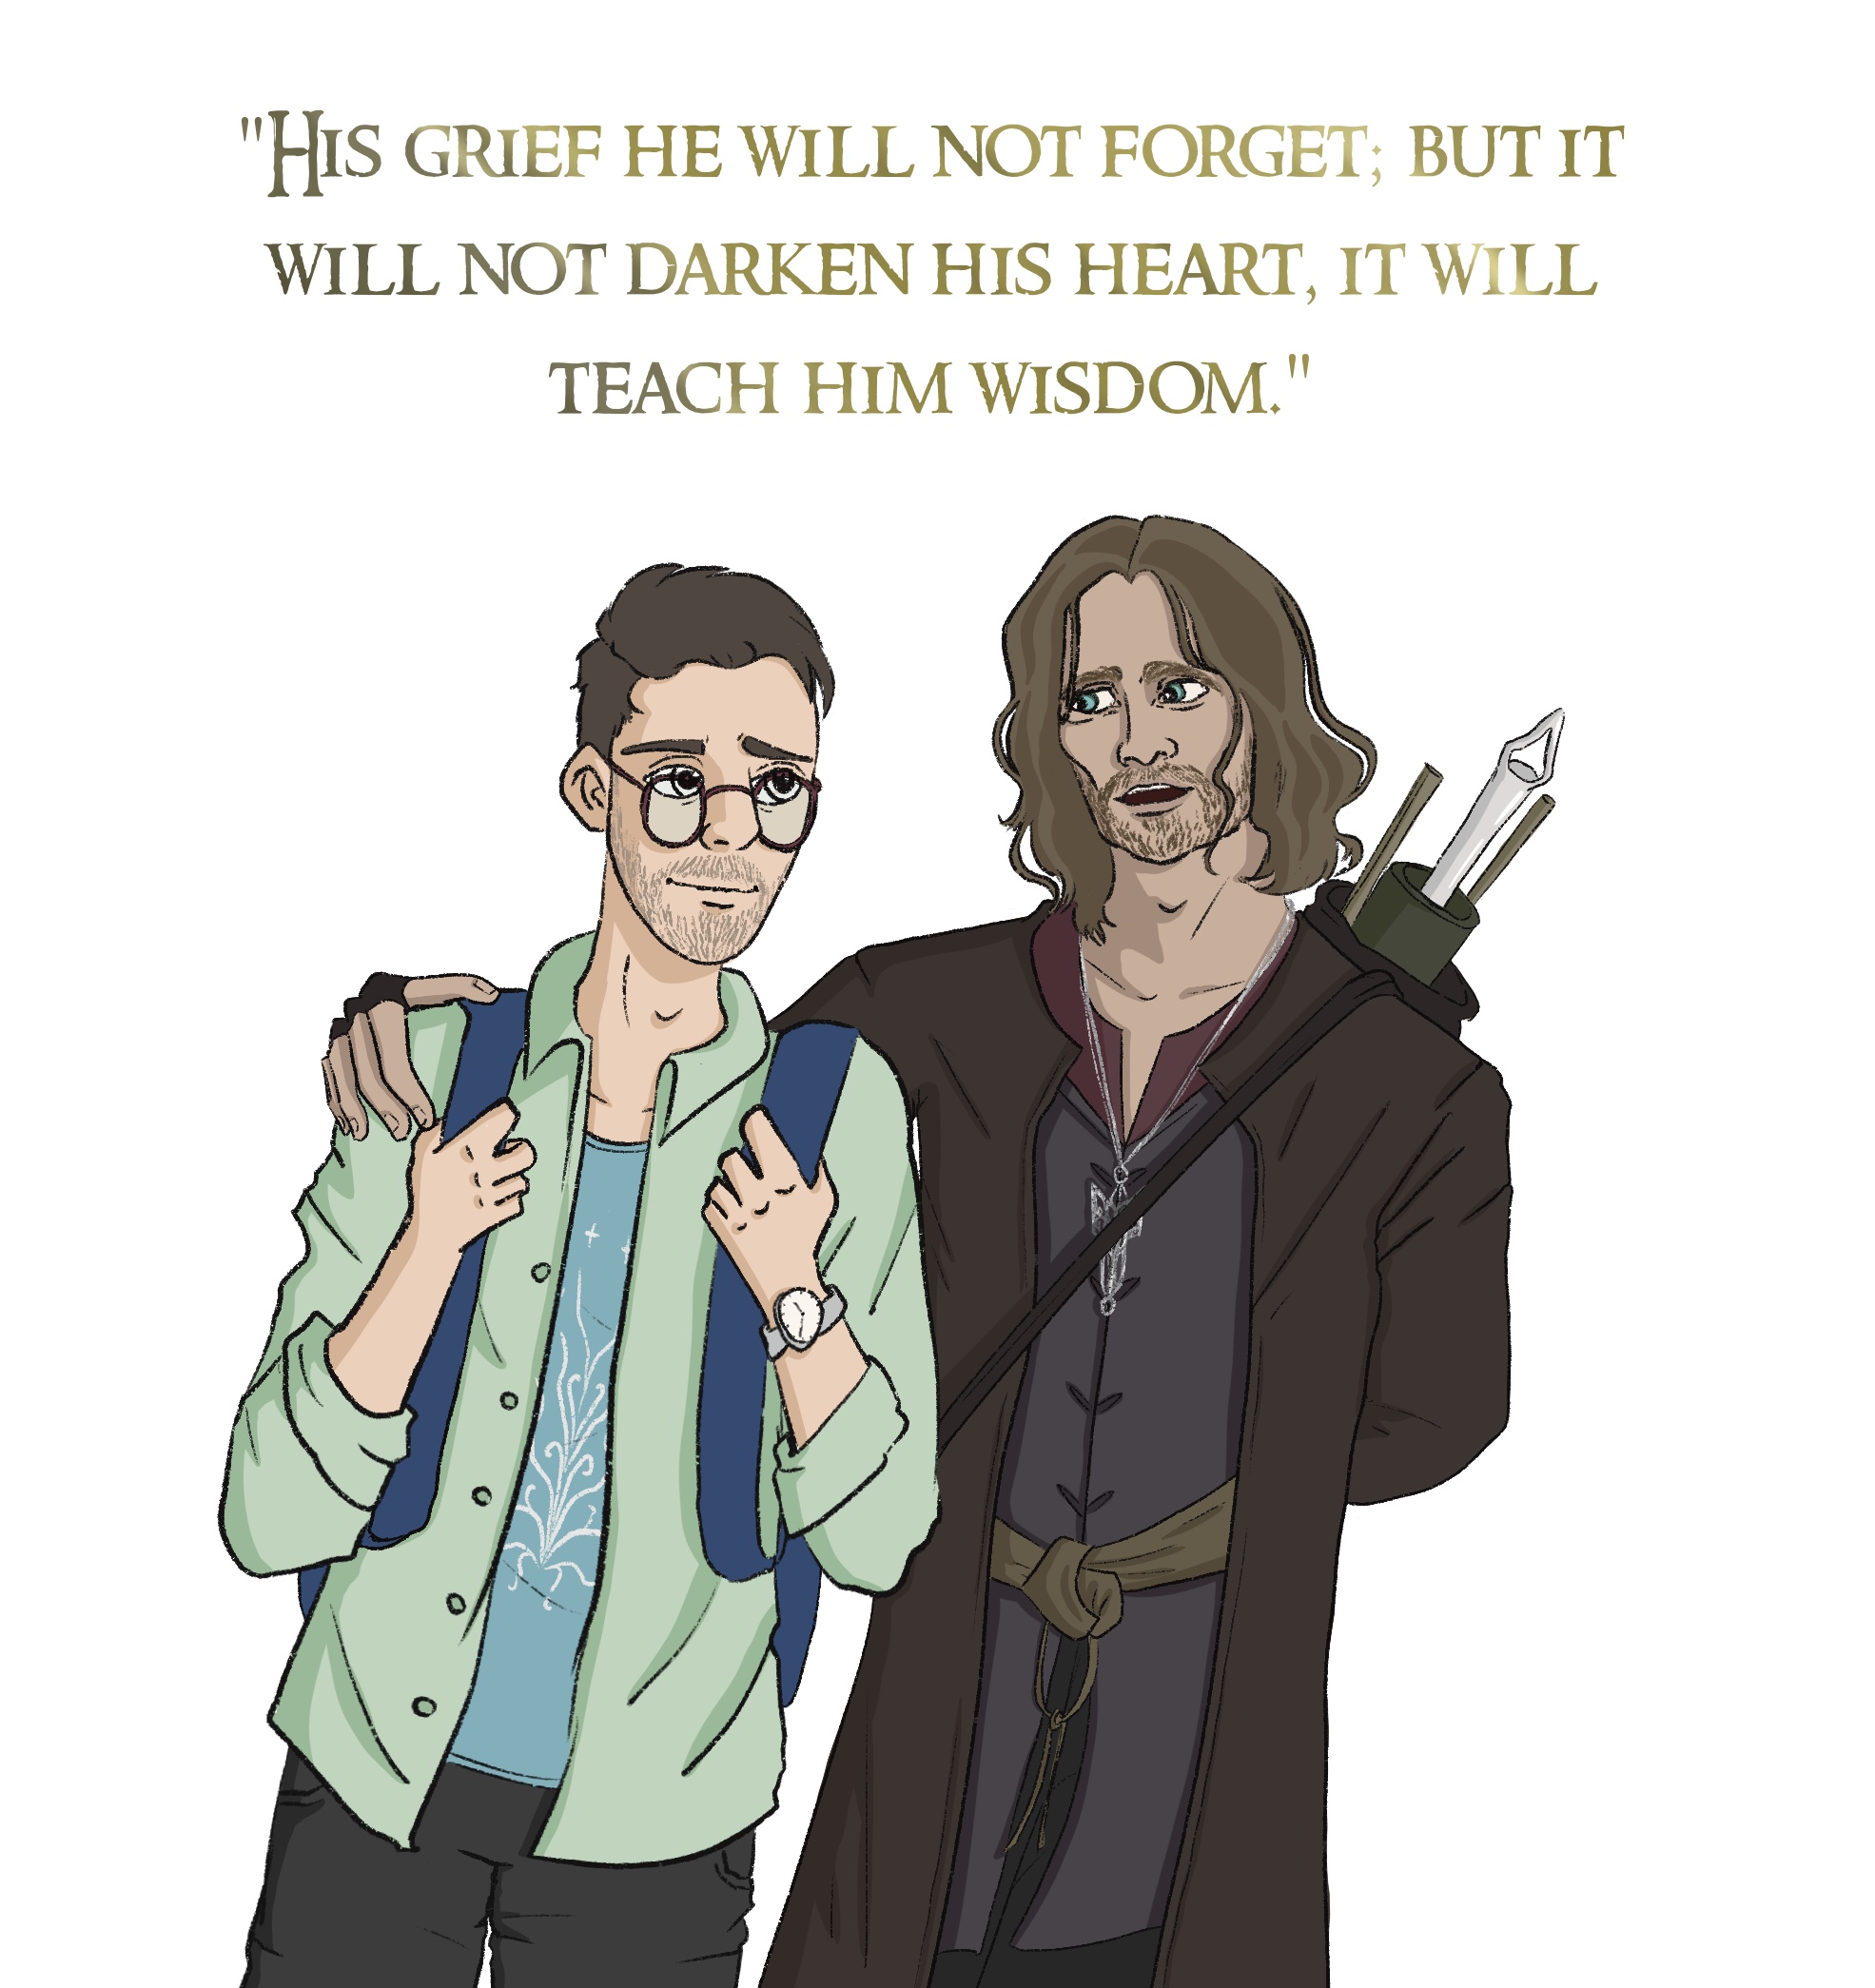 "His grief he will not forget; but it
will not darken his heart, it will
teach him wisdom."